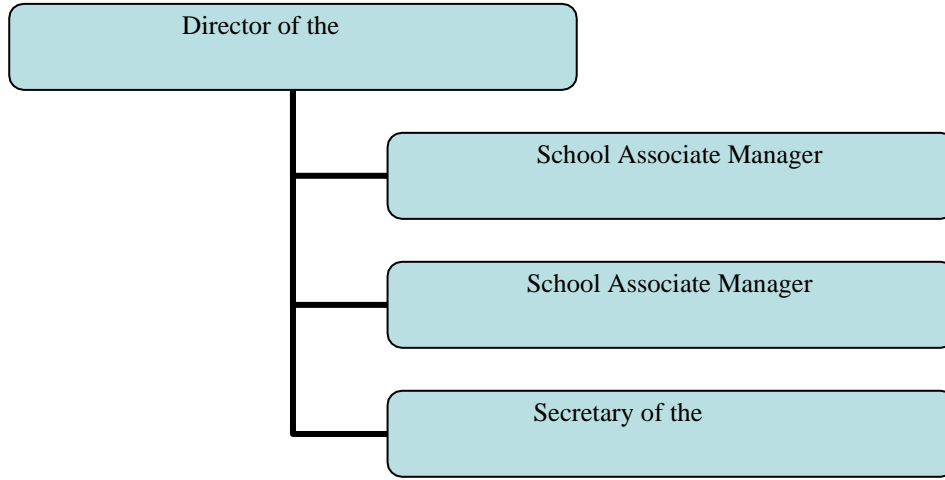 Director of the
School Associate Manager
School Associate Manager
Secretary of the